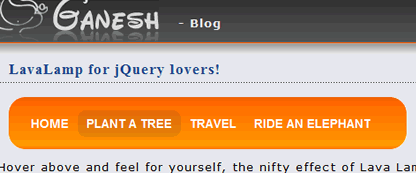 GANESH - Blog
LavaLamp for jQuery lovers!
HOME PLANT A TREE TRAVEL RIDE AN ELEPHANT
Hover above and feel for yourself, the nifty effect of Lava Lam